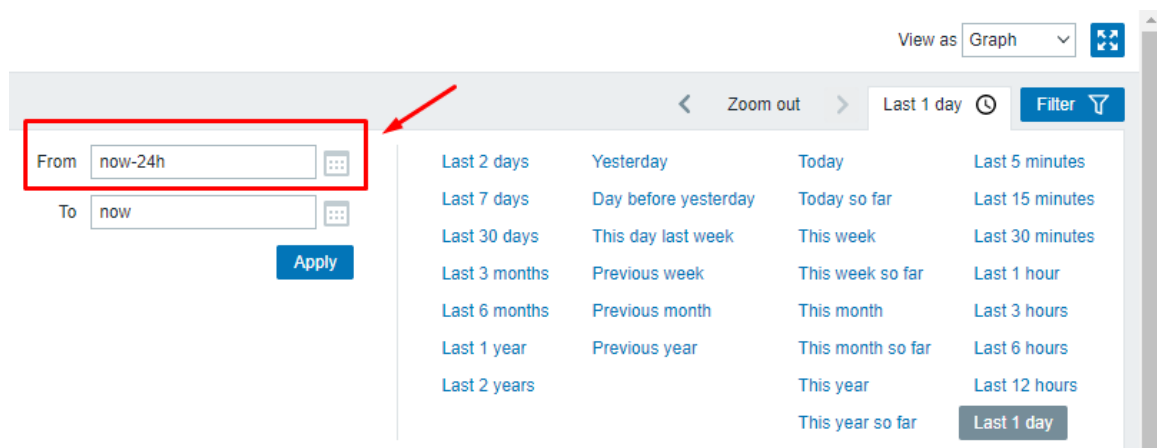 View as Graph
Zoom out Last 1 day Filter
From now-24h
To now
Apply
Last 2 days Yesterday Today Last 5 minutes
Last 7 days Day before yesterday Today so far Last 15 minutes
Last 30 days This day last week This week Last 30 minutes
Last 3 months Previous week This week so far Last 1 hour
Last 6 months Previous month This month Last 3 hours
Last 1 year Previous year This month so far Last 6 hours
Last 2 years This year Last 12 hours
This year so far Last 1 day